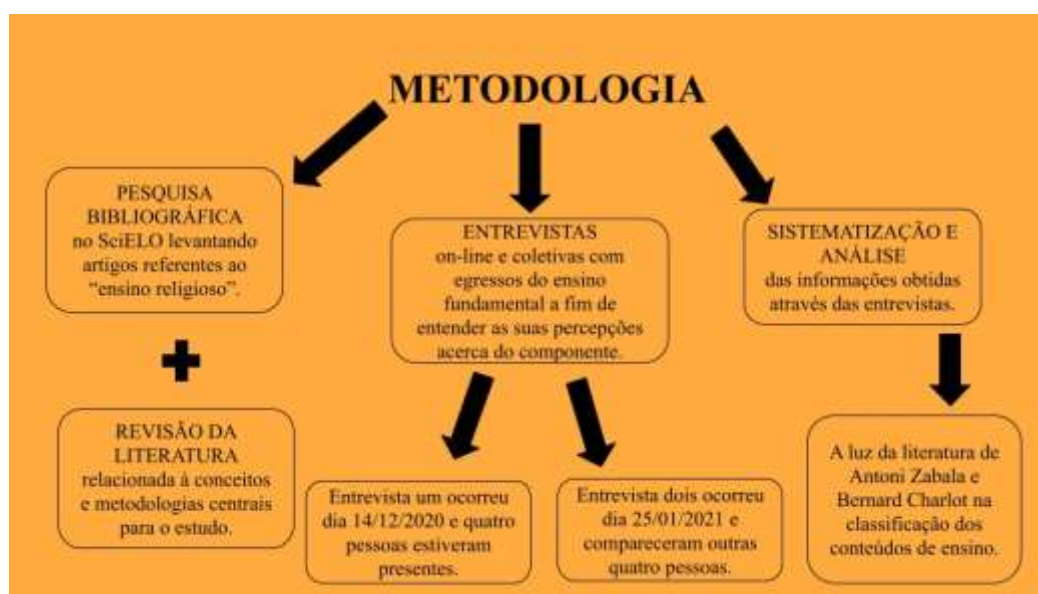 METODOLOGIA
PESQUISA
BIBLIOGRÁFICA
no SciELO levantando
artigos referentes ao
“ensino religioso”.
REVISÃO DA
LITERATURA
relacionada à conceitos
e metodologias centrais
para o estudo.
ENTREVISTAS
on-line e coletivas com
egressos do ensino
fundamental a fim de
entender as suas percepções
acerca do componente.
Entrevista um ocorreu
dia 14/12/2020 e quatro
pessoas estiveram
presentes.
Entrevista dois ocorreu
dia 25/01/2021 e
compareceram outras
quatro pessoas.
SISTEMATIZAÇÃO E
ANÁLISE
das informações obtidas
através das entrevistas.
A luz da literatura de
Antoni Zabala e
Bernard Charlot na
classificação dos
conteúdos de ensino.